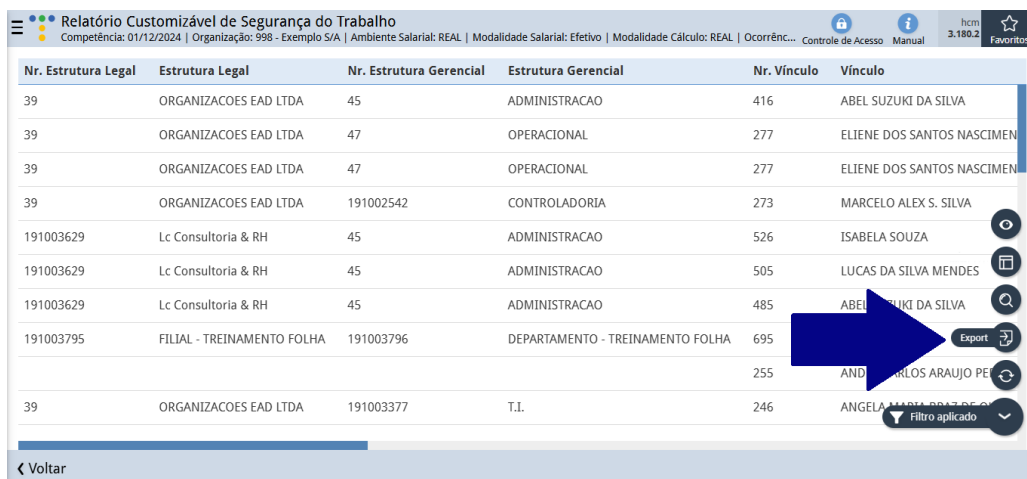 Relatório Customizável de Segurança do Trabalho
Competência: 01/12/2024 | Organização: 998 - Exemplo S/A | Ambiente Salarial: REAL | Modalidade Salarial: Efetivo | Modalidade Cálculo: REAL | Ocorrênc...
Controle de Acesso
Manual
hcm
3.180.2
Favoritos
Nr. Estrutura Legal Estrutura Legal Nr. Estrutura Gerencial Estrutura Gerencial Nr. Vínculo Vínculo
39 ORGANIZACOES EAD LTDA 45 ADMINISTRACAO 416 ABEL SUZUKI DA SILVA
39 ORGANIZACOES EAD LTDA 47 OPERACIONAL 277 ELIENE DOS SANTOS NASCIMEN
39 ORGANIZACOES EAD LTDA 47 OPERACIONAL 277 ELIENE DOS SANTOS NASCIMEN
39 ORGANIZACOES EAD LTDA 191002542 CONTROLADORIA 273 MARCELO ALEX S. SILVA
191003629 Lc Consultoria & RH 45 ADMINISTRACAO 526 ISABELA SOUZA
191003629 Lc Consultoria & RH 45 ADMINISTRACAO 505 LUCAS DA SILVA MENDES
191003629 Lc Consultoria & RH 45 ADMINISTRACAO 485 ABEL DA SILVA
191003795 FILIAL - TREINAMENTO FOLHA 191003796 DEPARTAMENTO - TREINAMENTO FOLHA 695
Export
255 ARAUJO
39 ORGANIZACOES EAD LTDA 191003377 T.I. 246 ANGELA
Filtro aplicado
Voltar